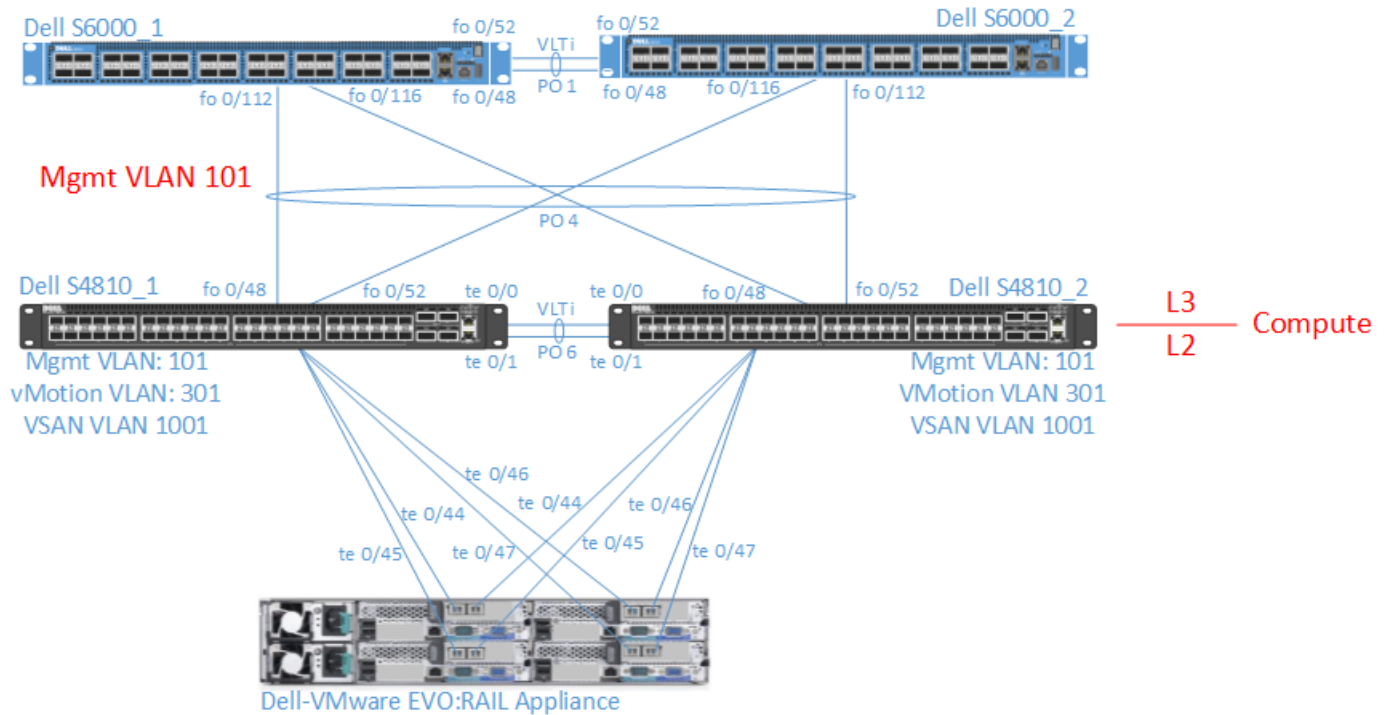 Dell S6000_1
fo 0/52
fo 0/52
Dell S6000_2
VLTi
PO 1
fo 0/112
fo 0/116
fo 0/48
fo 0/48
fo 0/116
fo 0/112
Mgmt VLAN 101
PO 4
Dell S4810_1
fo 0/48
fo 0/52
te 0/0
VLTi
te 0/0
fo 0/48
fo 0/52
Dell S4810_2
L3
Compute
L2
PO 6
te 0/1
te 0/1
Mgmt VLAN: 101
vMotion VLAN: 301
VSAN VLAN 1001
Mgmt VLAN: 101
VMotion VLAN 301
VSAN VLAN 1001
te 0/46
te 0/44
te 0/44
te 0/46
te 0/45
te 0/47
te 0/45
te 0/47
Dell-VMware EVO:RAIL Appliance